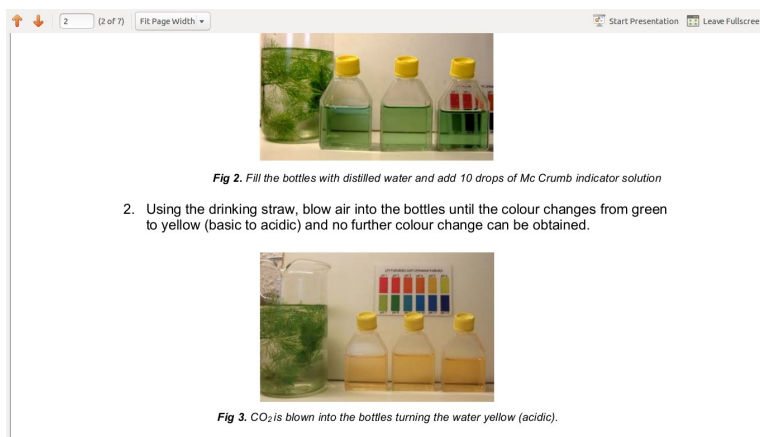 2 (2 of 7) Fit Page Width Start Presentation Leave Fullscree
Fig 2. Fill the bottles with distilled water and add 10 drops of Mc Crumb indicator solution
2. Using the drinking straw, blow air into the bottles until the colour changes from green
to yellow (basic to acidic) and no further colour change can be obtained.
Fig 3. CO2 is blown into the bottles turning the water yellow (acidic).